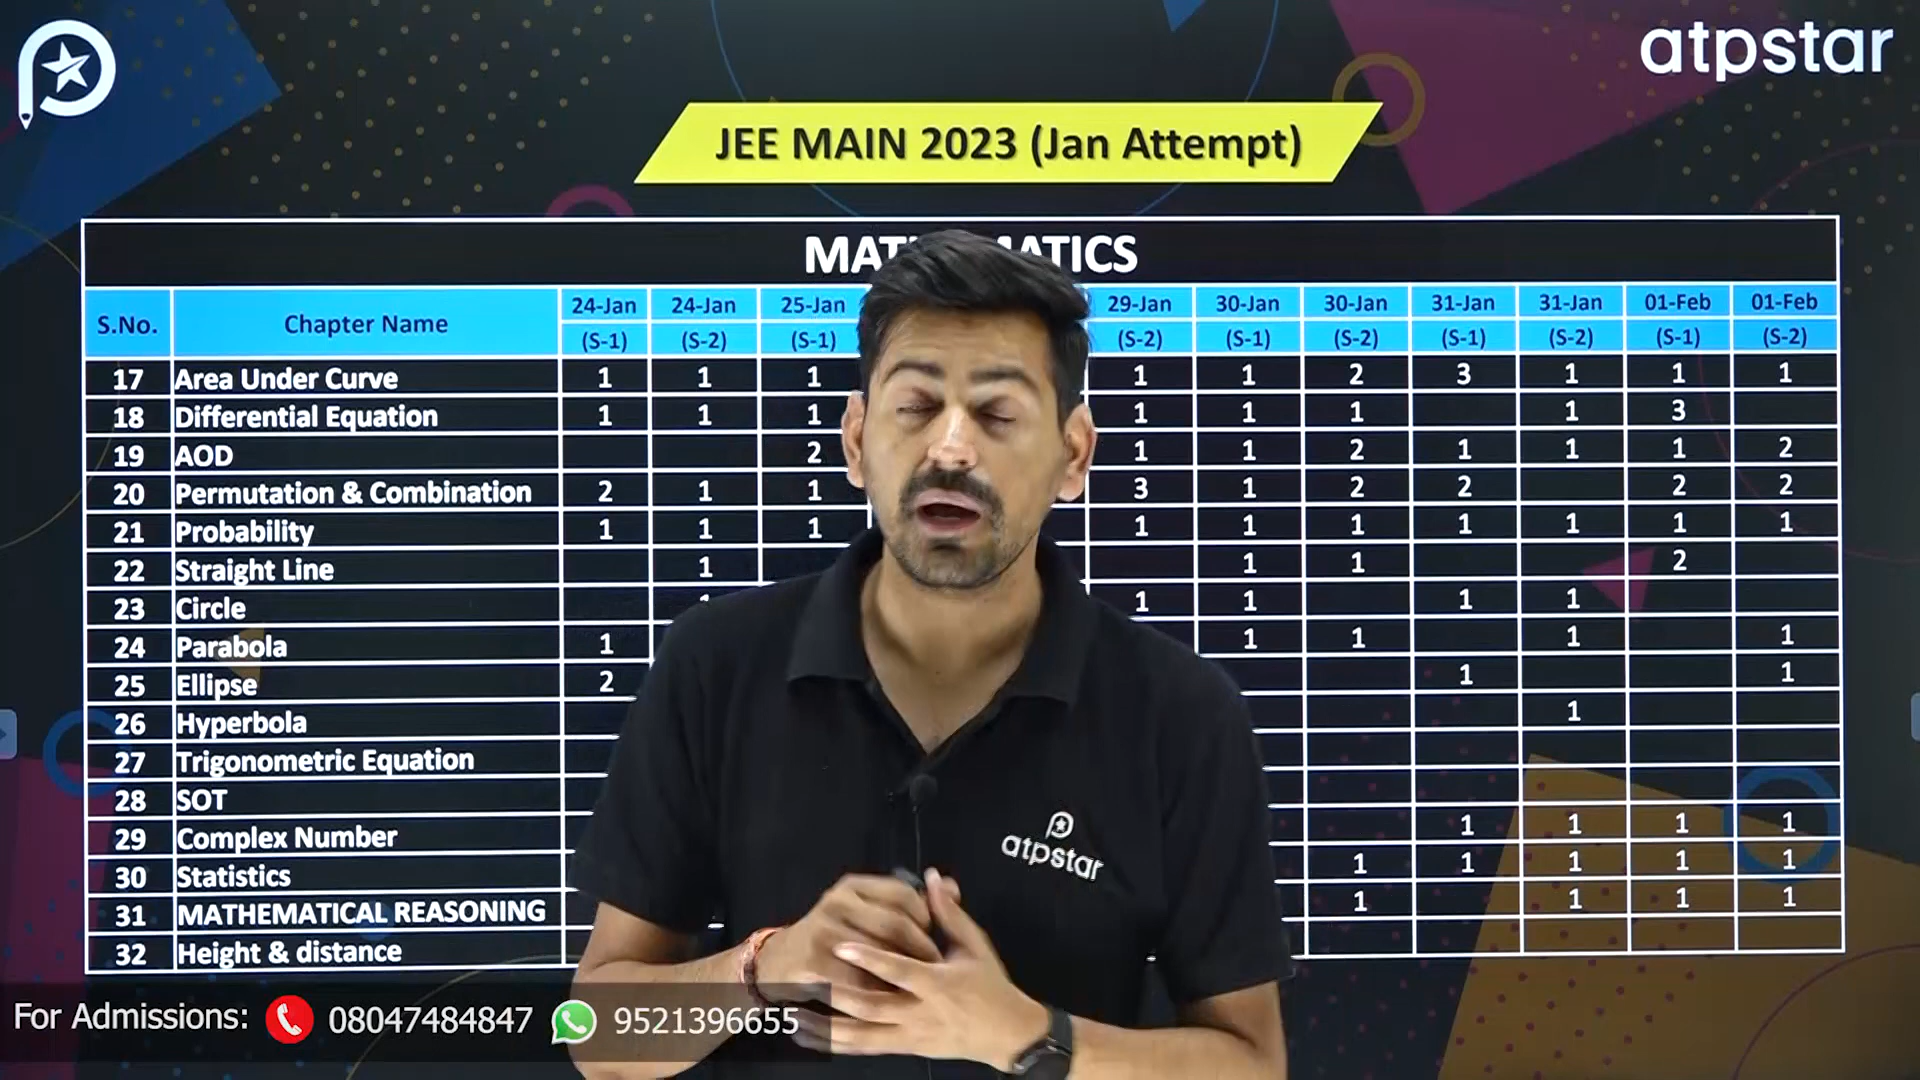 atpstar
JEE MAIN 2023 (Jan Attempt)
MAT ATICS
S.No. Chapter Name 24-Jan 24-Jan 25-Jan 29-Jan 30-Jan 30-Jan 31-Jan 31-Jan 01-Feb 01-Feb
(S-1) (S-2) (S-1) (S-2) (S-1) (S-2) (S-1) (S-2) (S-1) (S-2)
17 Area Under Curve 1 1 1 1 1 2 3 1 1 1
18 Differential Equation 1 1 1 1 1 1 1 3
19 AOD 2 1 1 2 1 1 1 2
20 Permutation & Combination 2 1 1 3 1 2 2 2 2
21 Probability 1 1 1 1 1 1 1 1 1 1
22 Straight Line 1 1 1 2
23 Circle 1 1 1 1
24 Parabola 1 1 1 1 1
25 Ellipse 2 1 1
26 Hyperbola 1
27 Trigonometric Equation
28 SOT
29 Complex Number 1 1 1 1
30 Statistics 1 1 1 1 1
31 MATHEMATICAL REASONING 1 1 1 1
32 Height & distance
atpstar
For Admissions: 08047484847 9521396655